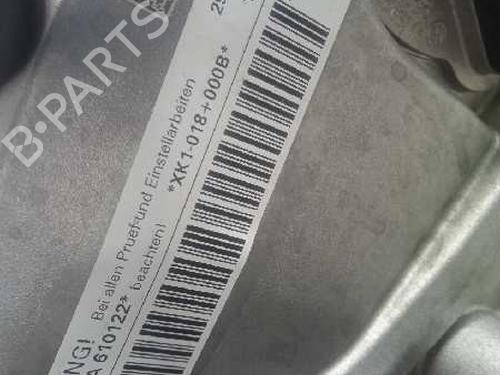 B-PARTS
NG!
Bei allen Pruef-und Einstellarbeiten
beachten!
A 610122*
*XK1-018+000B*